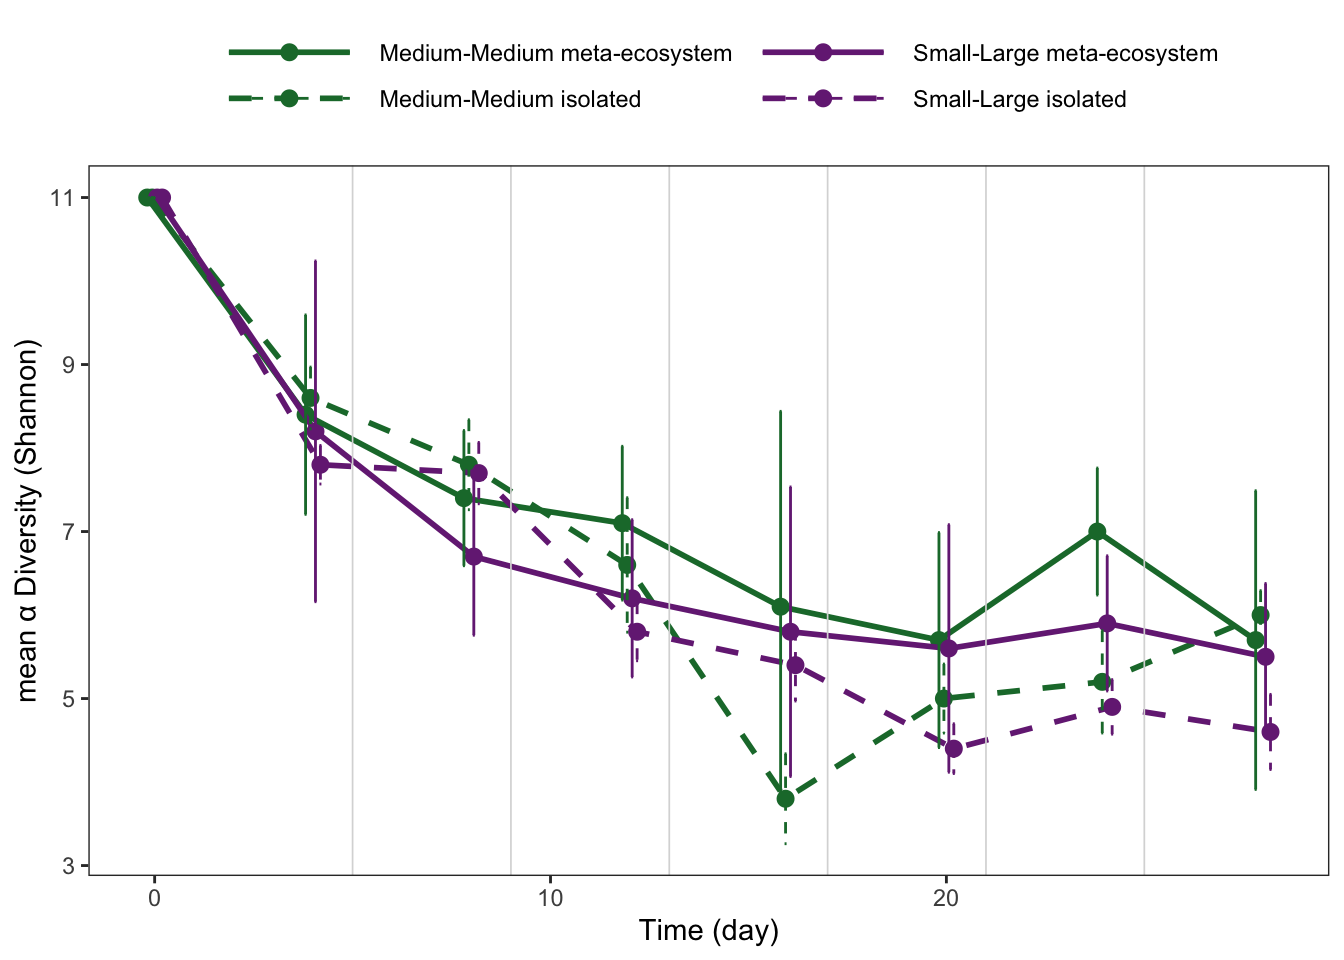 Medium-Medium meta-ecosystem
Small-Large meta-ecosystem
Medium-Medium isolated
Small-Large isolated
mean α Diversity (Shannon)
11
9
7
5
3
0
10
20
Time (day)